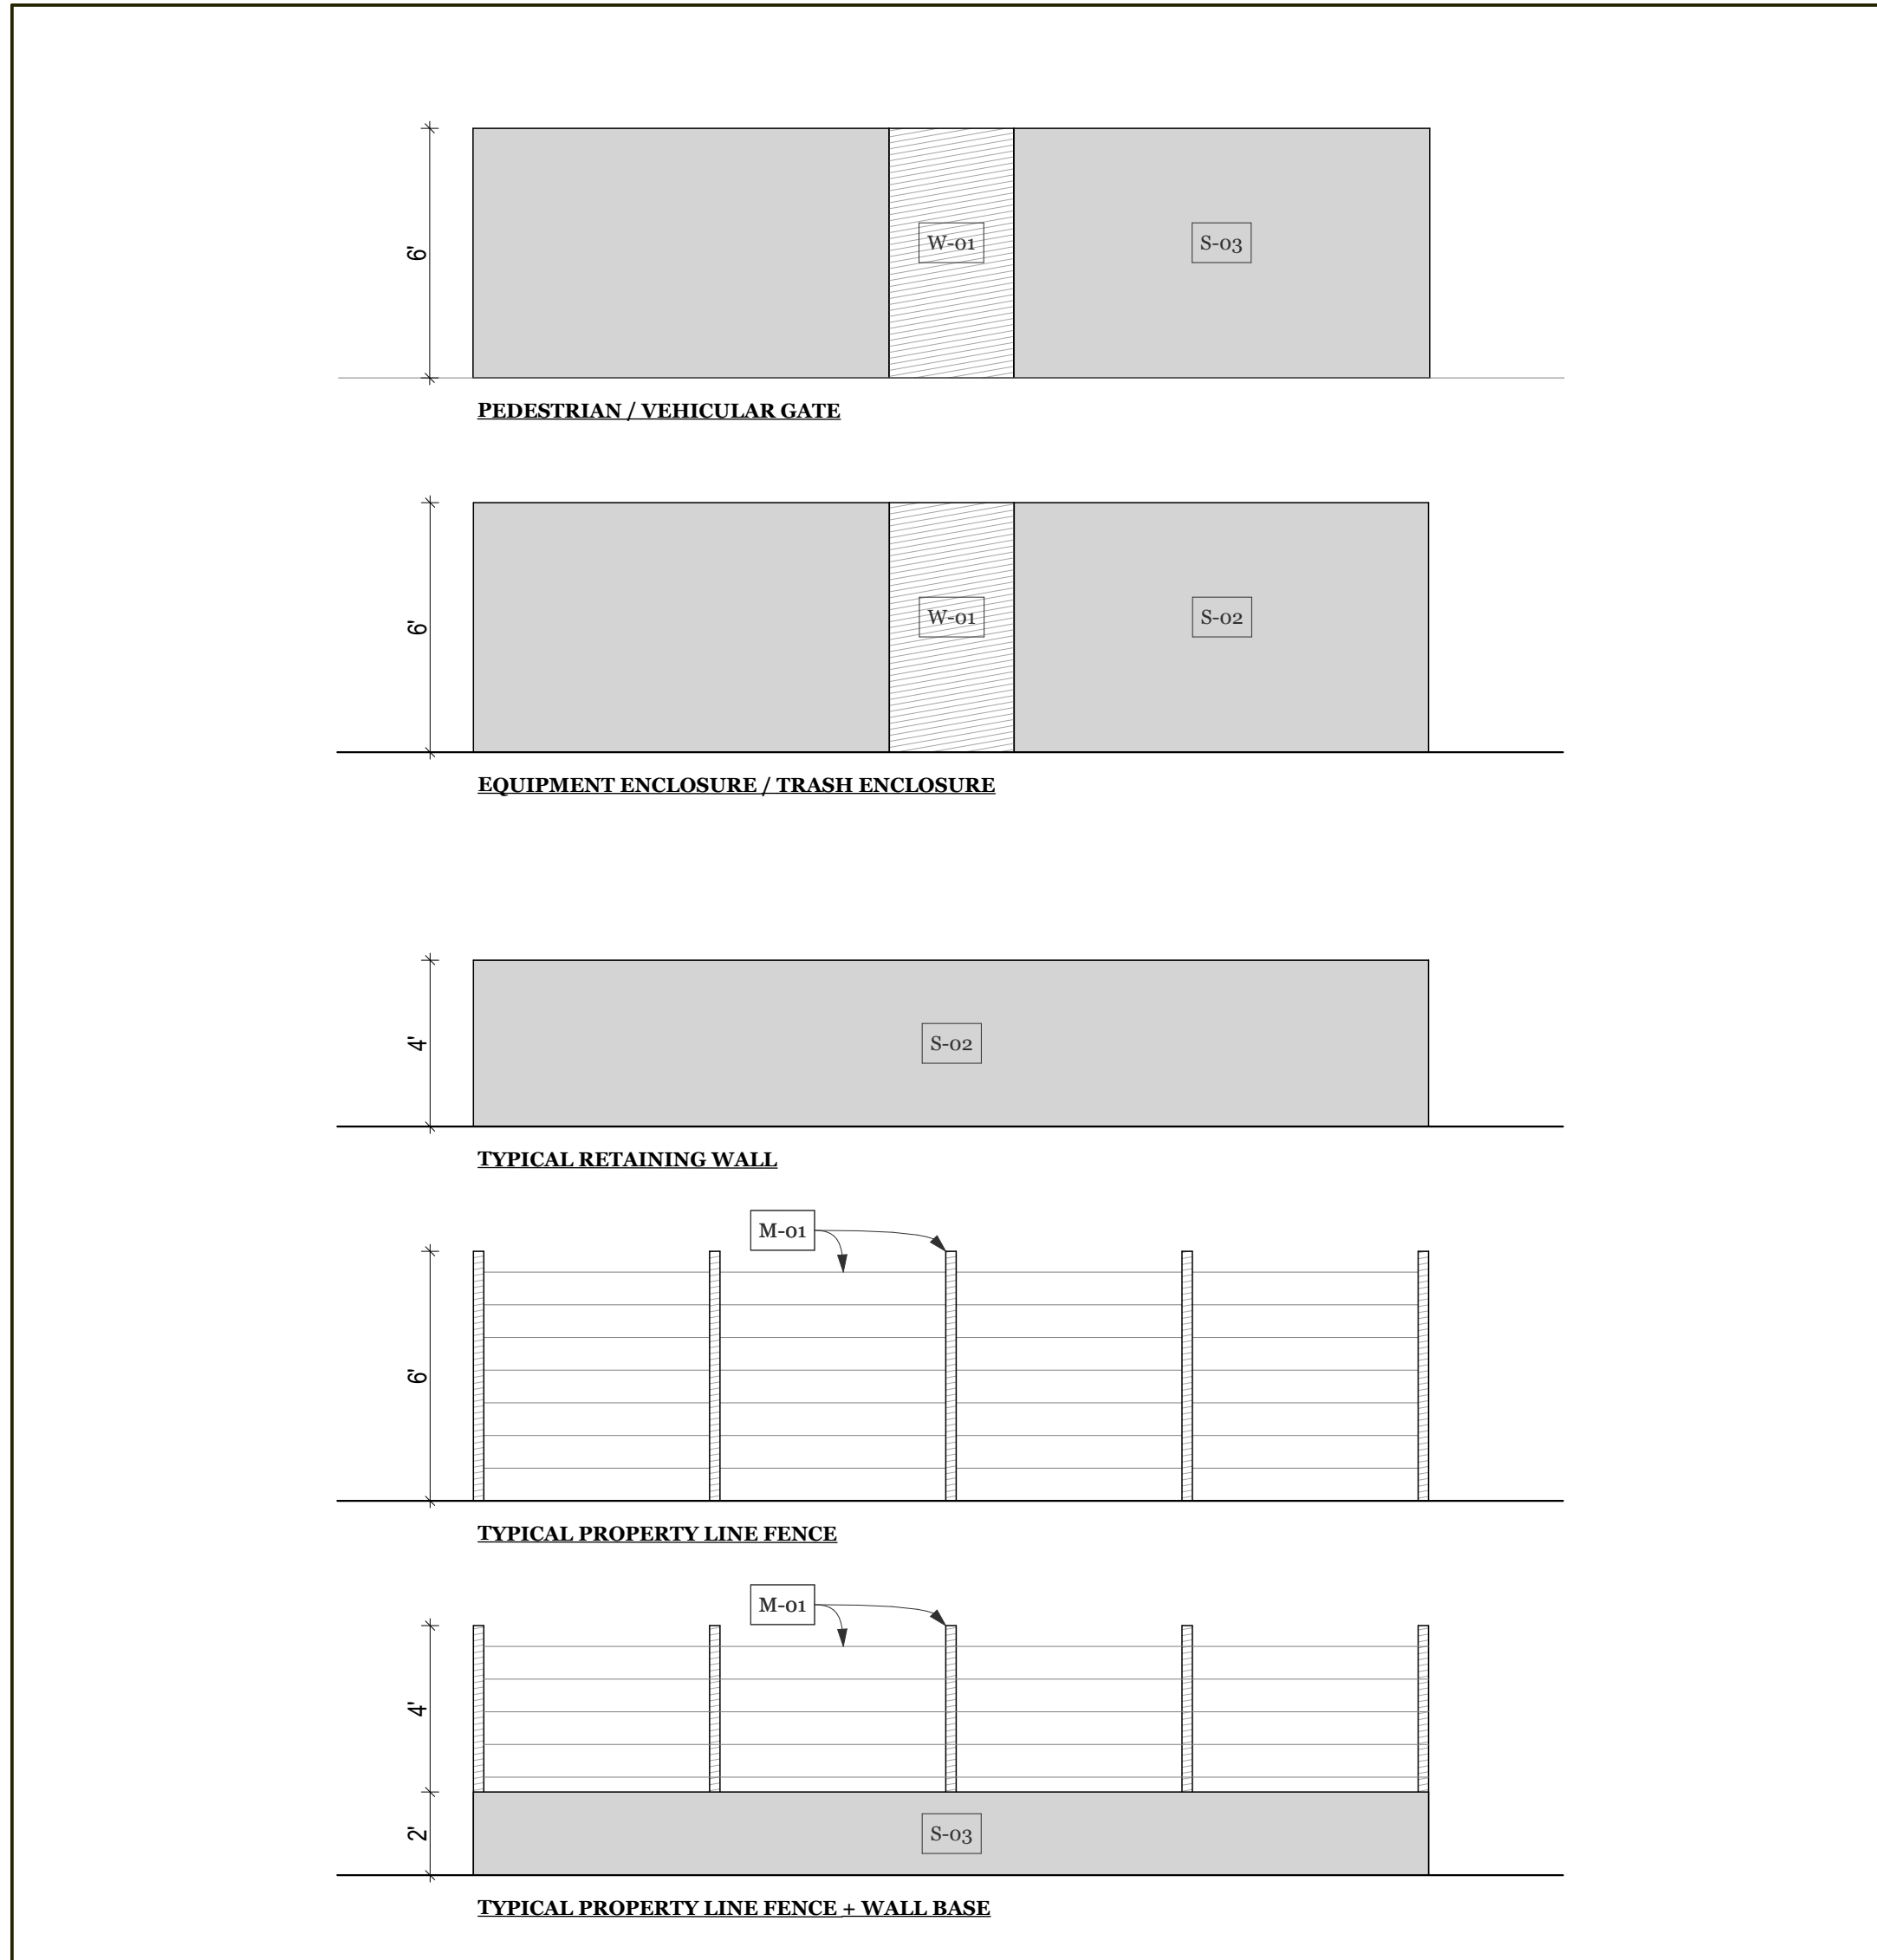 6'
W-01
S-03
PEDESTRIAN / VEHICULAR GATE
6'
W-01
S-02
EQUIPMENT ENCLOSURE / TRASH ENCLOSURE
4'
S-02
TYPICAL RETAINING WALL
M-01
6'
TYPICAL PROPERTY LINE FENCE
M-01
4'
2'
S-03
TYPICAL PROPERTY LINE FENCE + WALL BASE